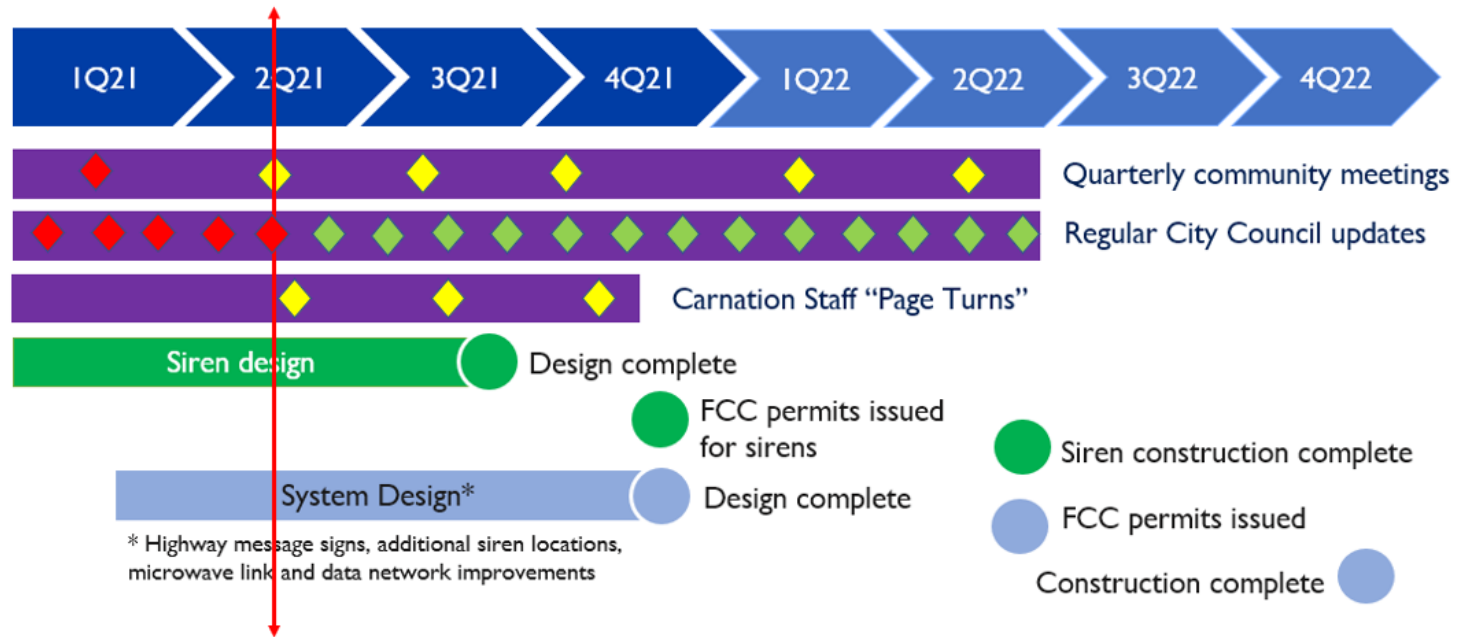 1Q21 2Q21 3Q21 4Q21 1Q22 2Q22 3Q22 4Q22
Quarterly community meetings
Regular City Council updates
Carnation Staff “Page Turns”
Siren design
Design complete
FCC permits issued
for sirens
Siren construction complete
System Design*
Design complete
FCC permits issued
* Highway message signs, additional siren locations,
microwave link and data network improvements
Construction complete